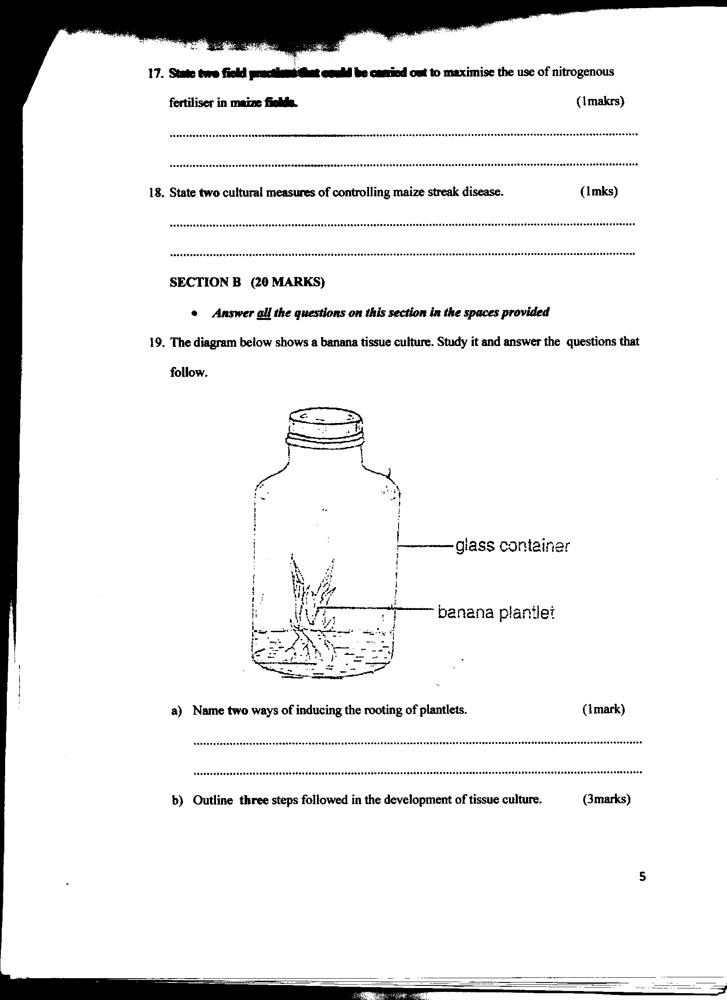 17. State two field practices that could be carried out to maximise the use of nitrogenous
fertiliser in maize fields. (1makrs)
18. State two cultural measures of controlling maize streak disease. (1mks)
SECTION B (20 MARKS)
• Answer all the questions on this section in the spaces provided
19. The diagram below shows a banana tissue culture. Study it and answer the questions that
follow.
glass container
banana plantlet
a) Name two ways of inducing the rooting of plantlets. (1mark)
b) Outline three steps followed in the development of tissue culture. (3marks)
5